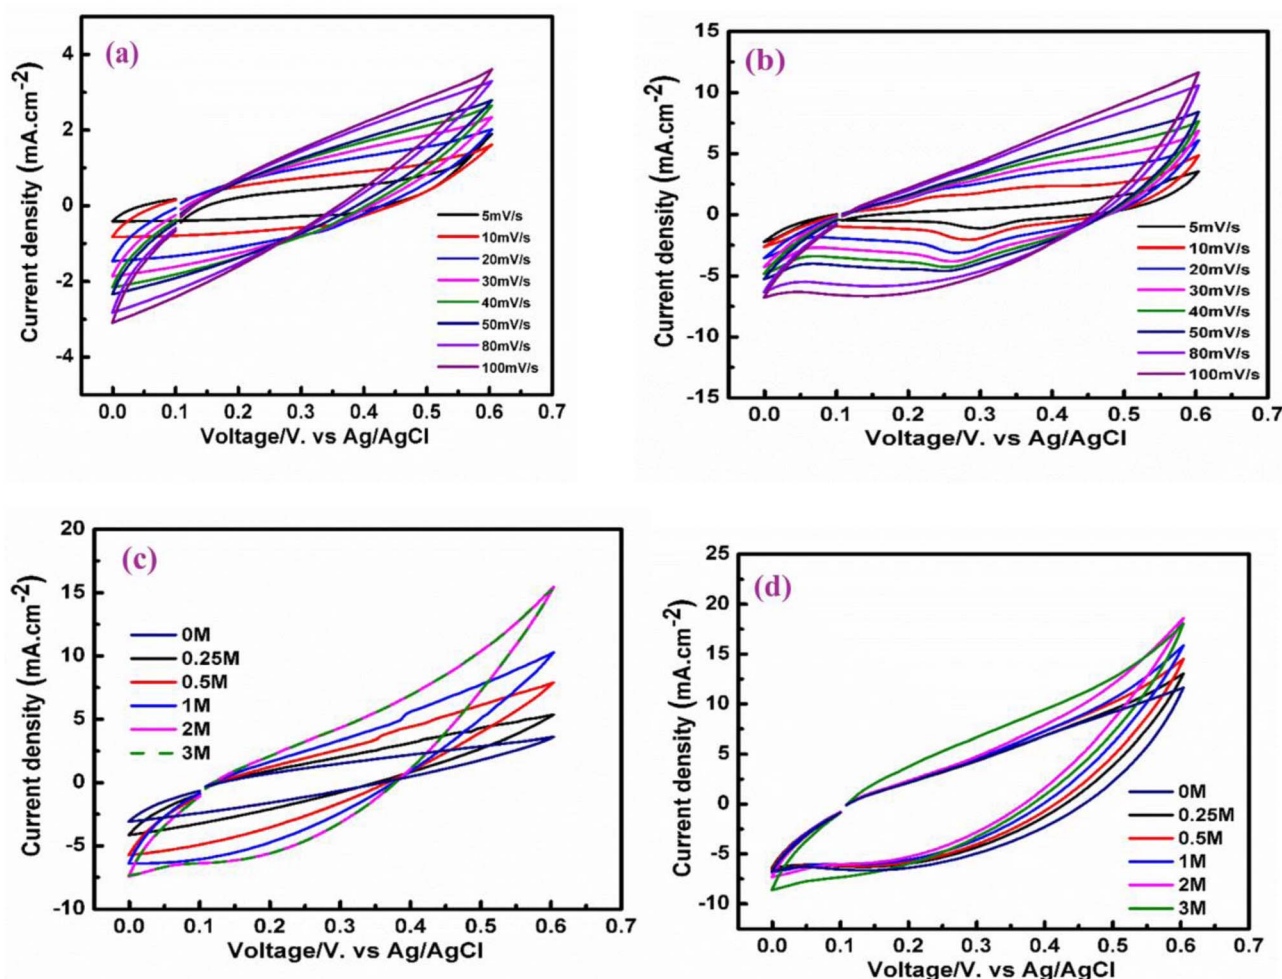 (a)
Current density (mA.cm-2)
4
2
0
-2
-4
5mV/s
10mV/s
20mV/s
30mV/s
40mV/s
50mV/s
80mV/s
100mV/s
0.0 0.1 0.2 0.3 0.4 0.5 0.6 0.7
Voltage/V. vs Ag/AgCl
(b)
Current density (mA.cm-2)
15
10
5
0
-5
-10
-15
5mV/s
10mV/s
20mV/s
30mV/s
40mV/s
50mV/s
80mV/s
100mV/s
0.0 0.1 0.2 0.3 0.4 0.5 0.6 0.7
Voltage/V. vs Ag/AgCl
(c)
Current density (mA.cm-2)
20
15
10
5
0
-5
-10
0M
0.25M
0.5M
1M
2M
3M
0.0 0.1 0.2 0.3 0.4 0.5 0.6 0.7
Voltage/V. vs Ag/AgCl
(d)
Current density (mA.cm-2)
25
20
15
10
5
0
-5
-10
0M
0.25M
0.5M
1M
2M
3M
0.0 0.1 0.2 0.3 0.4 0.5 0.6 0.7
Voltage/V. vs Ag/AgCl